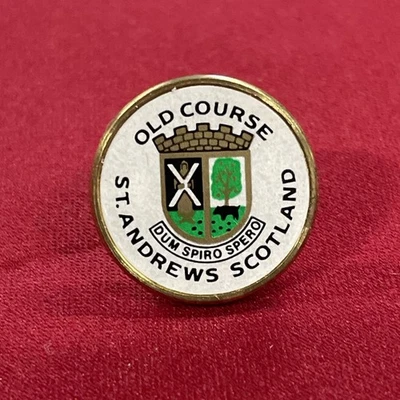 OLD COURSE
DUM SPIRO SPERO
ST. ANDREWS SCOTLAND